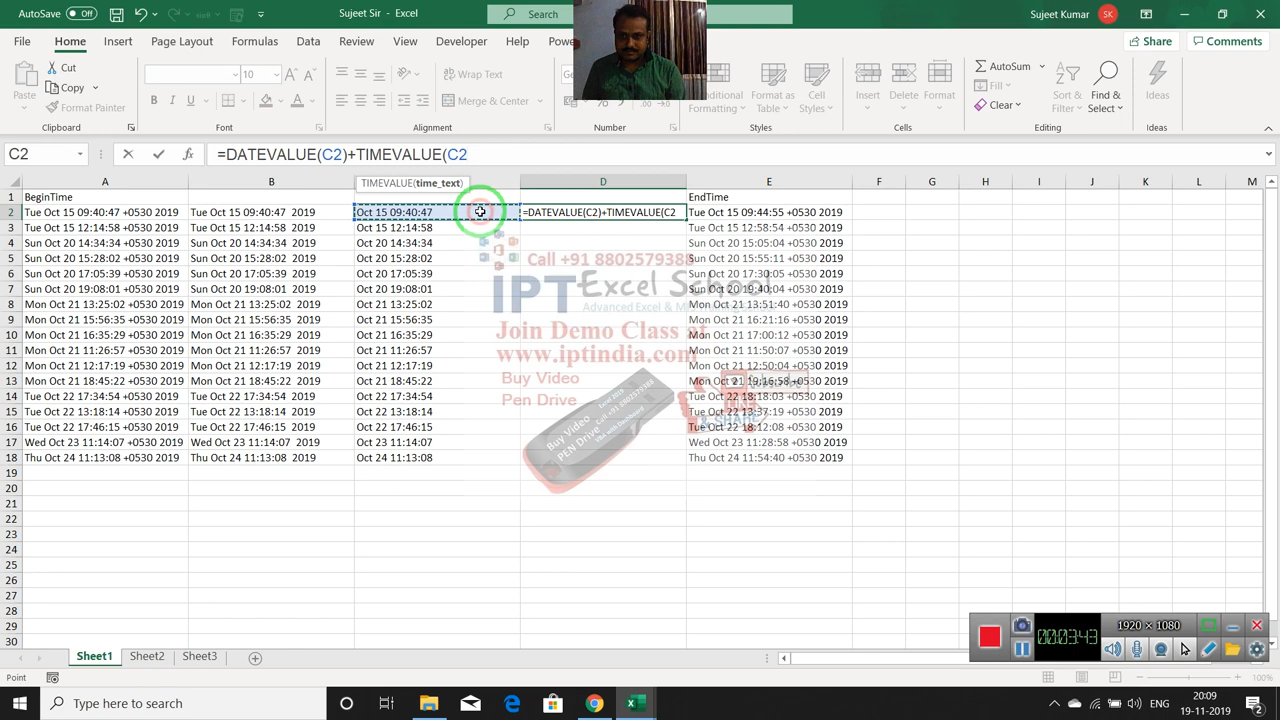 AutoSave Off
Sujeet Sir - Excel
Search
Sujeet Kumar
SK
File Home Insert Page Layout Formulas Data Review View Developer Help
Share Comments
Paste
Cut
Copy
Format Painter
Clipboard
10
B I U
Font
Wrap Text
Merge & Center
Alignment
Number
Formatting
Format As Table
Cell Styles
Styles
Insert Delete Format
Cells
AutoSum
Fill
Clear
Sort & Filter
Find & Select
Editing
Ideas
Ideas
C2
fx
=DATEVALUE(C2)+TIMEVALUE(C2
TIMEVALUE(time_text)
A B D E F G H I J K L M
1 BeginTime EndTime
2 Tue Oct 15 09:40:47 +0530 2019 Tue Oct 15 09:40:47 2019 Oct 15 09:40:47 =DATEVALUE(C2)+TIMEVALUE(C2 Tue Oct 15 09:44:55 +0530 2019
3 Tue Oct 15 12:14:58 +0530 2019 Tue Oct 15 12:14:58 2019 Oct 15 12:14:58 Tue Oct 15 12:58:54 +0530 2019
4 Sun Oct 20 14:34:34 +0530 2019 Sun Oct 20 14:34:34 2019 Oct 20 14:34:34 Sun Oct 20 15:05:04 +0530 2019
5 Sun Oct 20 15:28:02 +0530 2019 Sun Oct 20 15:28:02 2019 Oct 20 15:28:02 Sun Oct 20 15:55:11 +0530 2019
6 Sun Oct 20 17:05:39 +0530 2019 Sun Oct 20 17:05:39 2019 Oct 20 17:05:39 Sun Oct 20 17:30:05 +0530 2019
7 Sun Oct 20 19:08:01 +0530 2019 Sun Oct 20 19:08:01 2019 Oct 20 19:08:01 Sun Oct 20 19:40:04 +0530 2019
8 Mon Oct 21 13:25:02 +0530 2019 Mon Oct 21 13:25:02 2019 Oct 21 13:25:02 Mon Oct 21 13:51:40 +0530 2019
9 Mon Oct 21 15:56:35 +0530 2019 Mon Oct 21 15:56:35 2019 Oct 21 15:56:35 Mon Oct 21 16:21:16 +0530 2019
10 Mon Oct 21 16:35:29 +0530 2019 Mon Oct 21 16:35:29 2019 Oct 21 16:35:29 Mon Oct 21 17:00:12 +0530 2019
11 Mon Oct 21 11:26:57 +0530 2019 Mon Oct 21 11:26:57 2019 Oct 21 11:26:57 Mon Oct 21 11:50:07 +0530 2019
12 Mon Oct 21 12:17:19 +0530 2019 Mon Oct 21 12:17:19 2019 Oct 21 12:17:19 Mon Oct 21 12:50:04 +0530 2019
13 Mon Oct 21 18:45:22 +0530 2019 Mon Oct 21 18:45:22 2019 Oct 21 18:45:22 Mon Oct 21 19:16:58 +0530 2019
14 Tue Oct 22 17:34:54 +0530 2019 Tue Oct 22 17:34:54 2019 Oct 22 17:34:54 Tue Oct 22 18:18:03 +0530 2019
15 Tue Oct 22 13:18:14 +0530 2019 Tue Oct 22 13:18:14 2019 Oct 22 13:18:14 Tue Oct 22 13:37:19 +0530 2019
16 Tue Oct 22 17:46:15 +0530 2019 Tue Oct 22 17:46:15 2019 Oct 22 17:46:15 Tue Oct 22 18:12:08 +0530 2019
17 Wed Oct 23 11:14:07 +0530 2019 Wed Oct 23 11:14:07 2019 Oct 23 11:14:07 Wed Oct 23 11:28:58 +0530 2019
18 Thu Oct 24 11:13:08 +0530 2019 Thu Oct 24 11:13:08 2019 Oct 24 11:13:08 Thu Oct 24 11:54:40 +0530 2019
19
20
21
22
23
24
25
26
27
28
29
30
Call +91 8802579388
IPT Excel School
Join Demo Class at
www.iptindia.com
Buy Video
Pen Drive
SHARE
00:03:43
1920 × 1080
Sheet1 Sheet2 Sheet3
Point
100%
Type here to search
ENG
20:09
19-11-2019
2